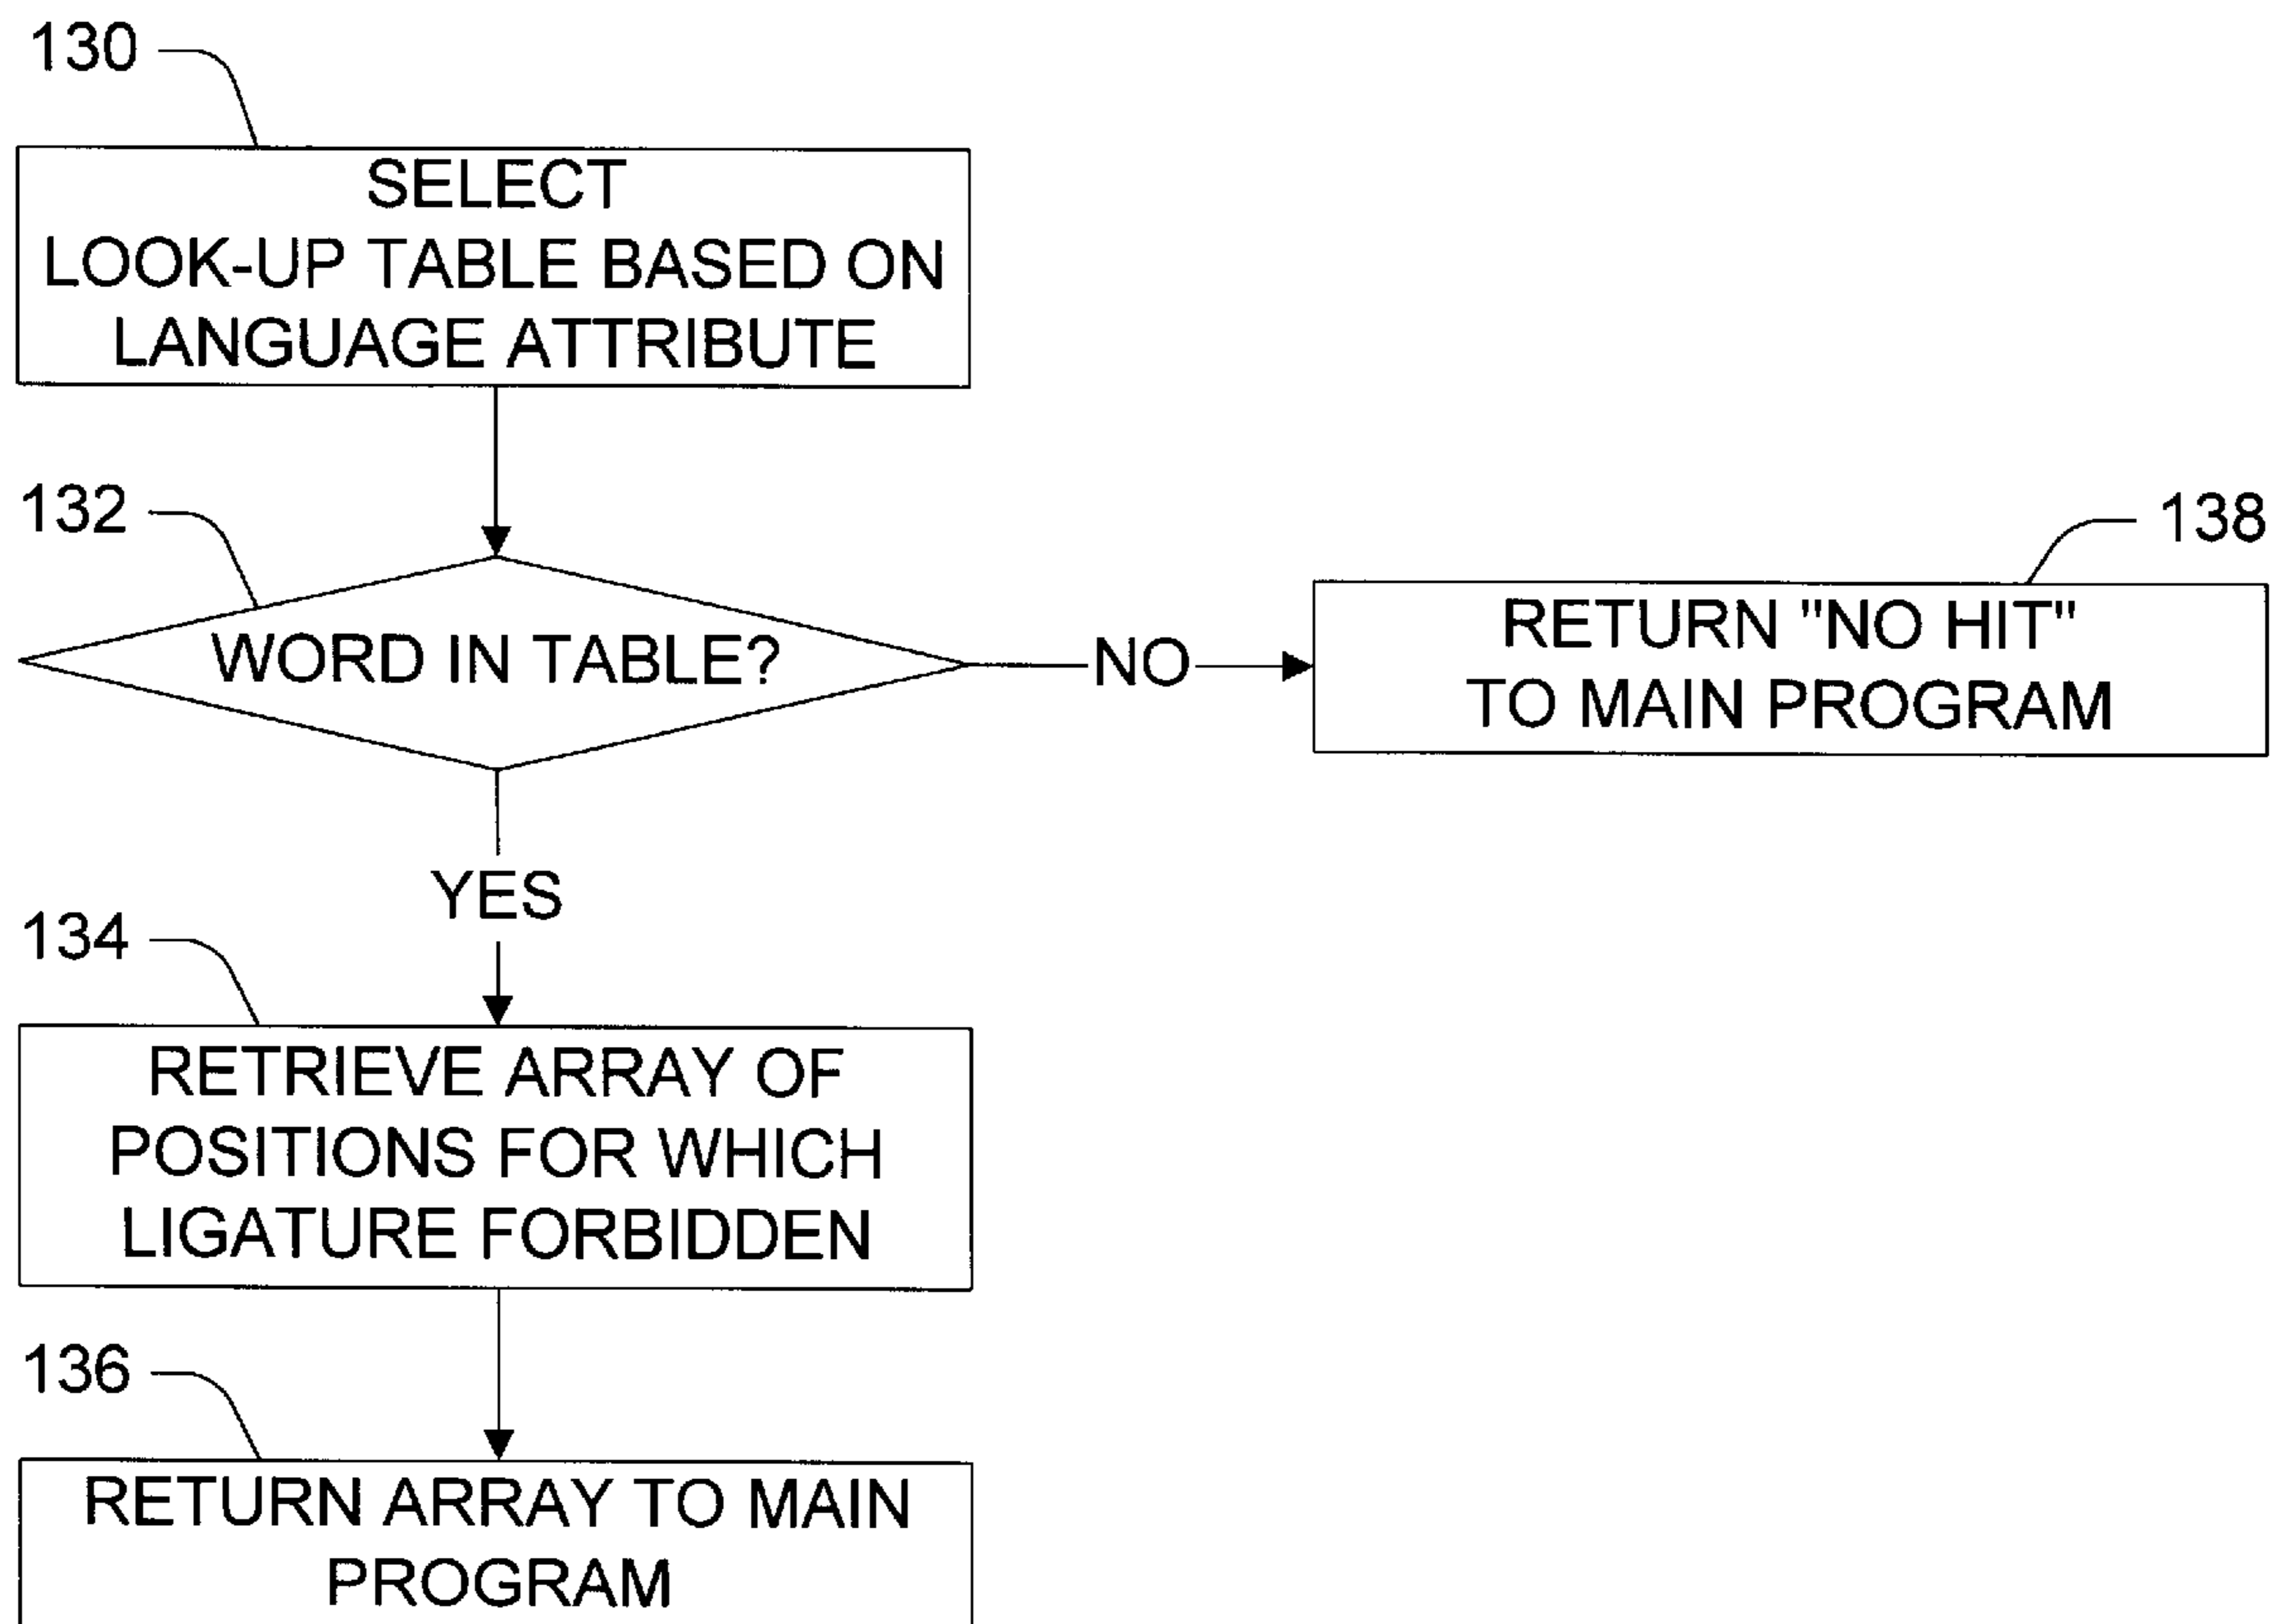 130
SELECT
LOOK-UP TABLE BASED ON
LANGUAGE ATTRIBUTE
132
WORD IN TABLE?
NO
138
RETURN "NO HIT"
TO MAIN PROGRAM
YES
134
RETRIEVE ARRAY OF
POSITIONS FOR WHICH
LIGATURE FORBIDDEN
136
RETURN ARRAY TO MAIN
PROGRAM